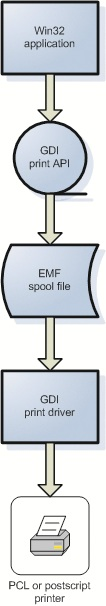 Win32
application
GDI
print API
EMF
spool file
GDI
print driver
PCL or postscript
printer